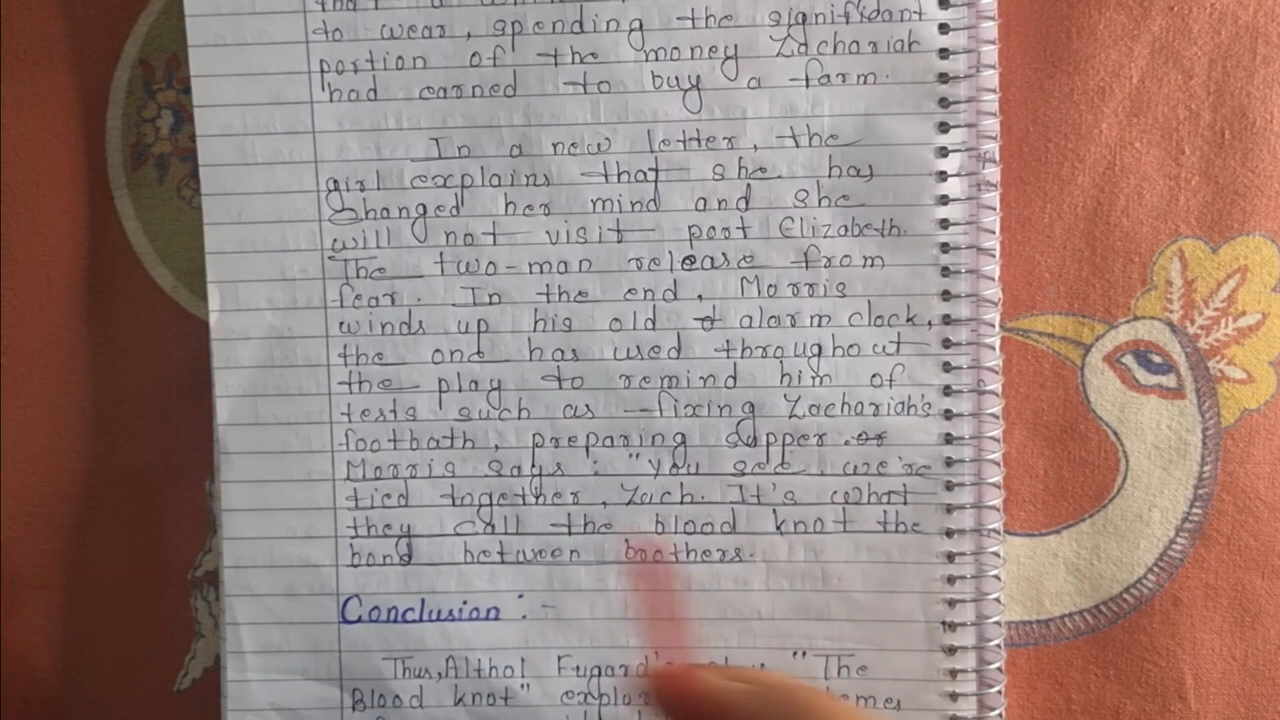 to wear, spending the signifidant
portion of the money Zachariah
had earned to buy a farm.
In a new letter, the
girl explains that she has
changed her mind and she
will not visit poot Elizabeth.
The two-man release from
fear. In the end, Morris
winds up his old alarm clock,
the one has used throughout
the play to remind him of
tests such as fixing Zachariah's
footbath, preparing supper.
Morris says: "You see, we're
tied together, Zach. It's what
they call the blood knot the
bond between brothers.
Conclusion :-
Thus, Althol Fugard's "The
Blood knot"